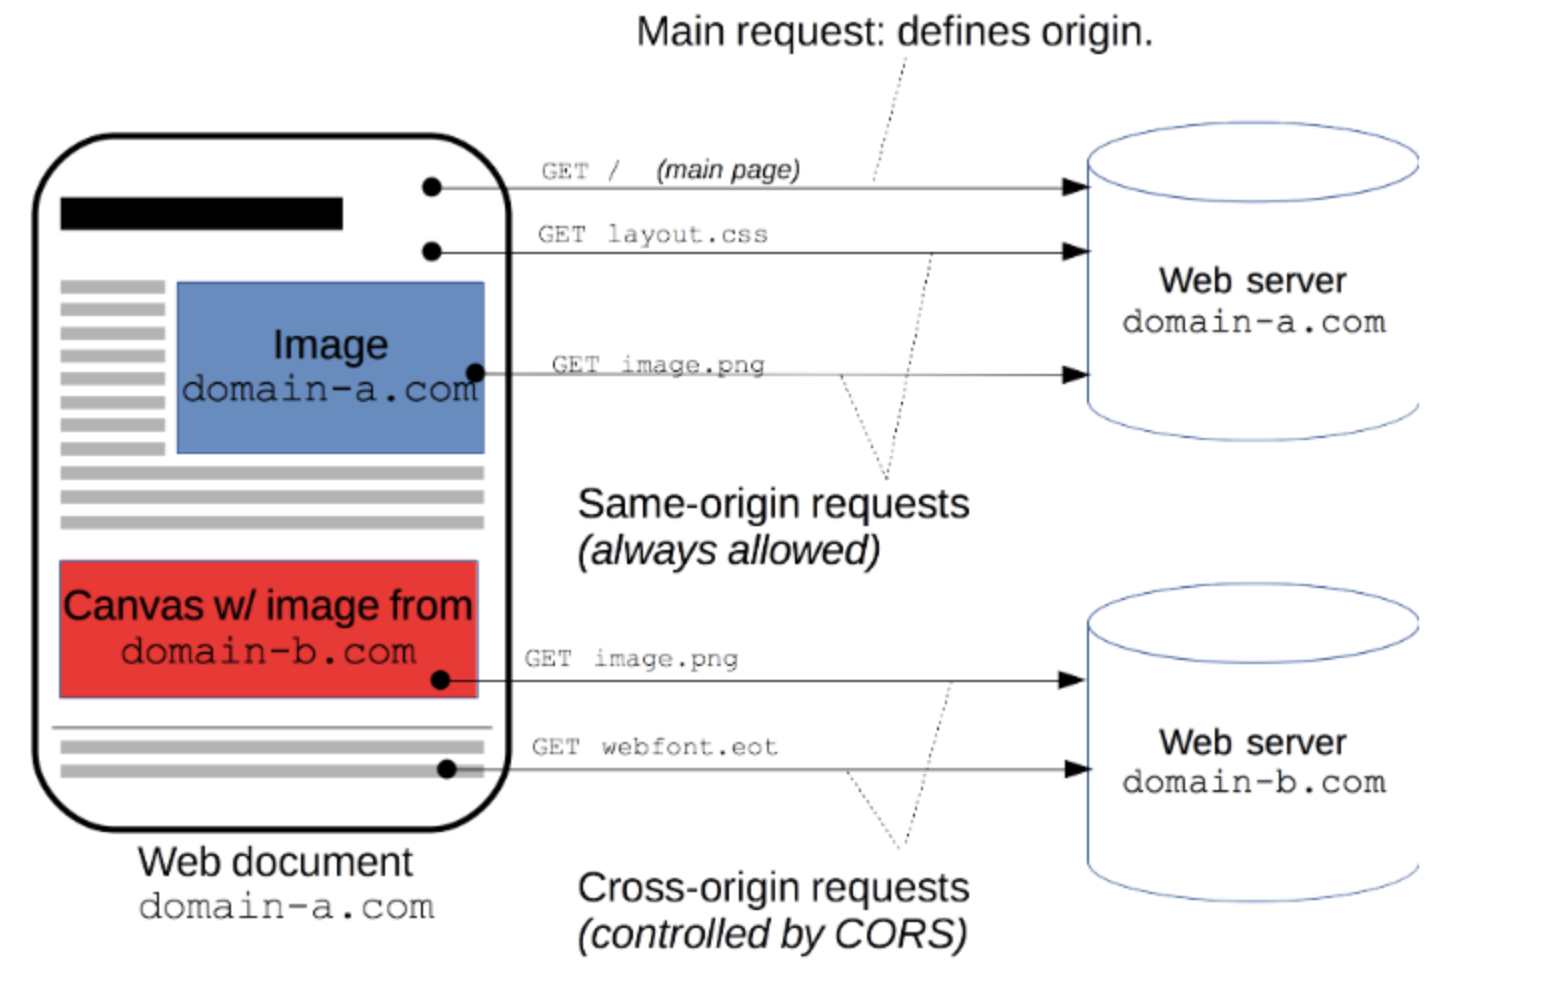 Main request: defines origin.
GET / (main page)
GET layout.css
Web server
domain-a.com
Image
domain-a.com
GET image.png
Same-origin requests
(always allowed)
Canvas w/ image from
domain-b.com
GET image.png
Web server
domain-b.com
GET webfont.eot
Web document
domain-a.com
Cross-origin requests
(controlled by CORS)